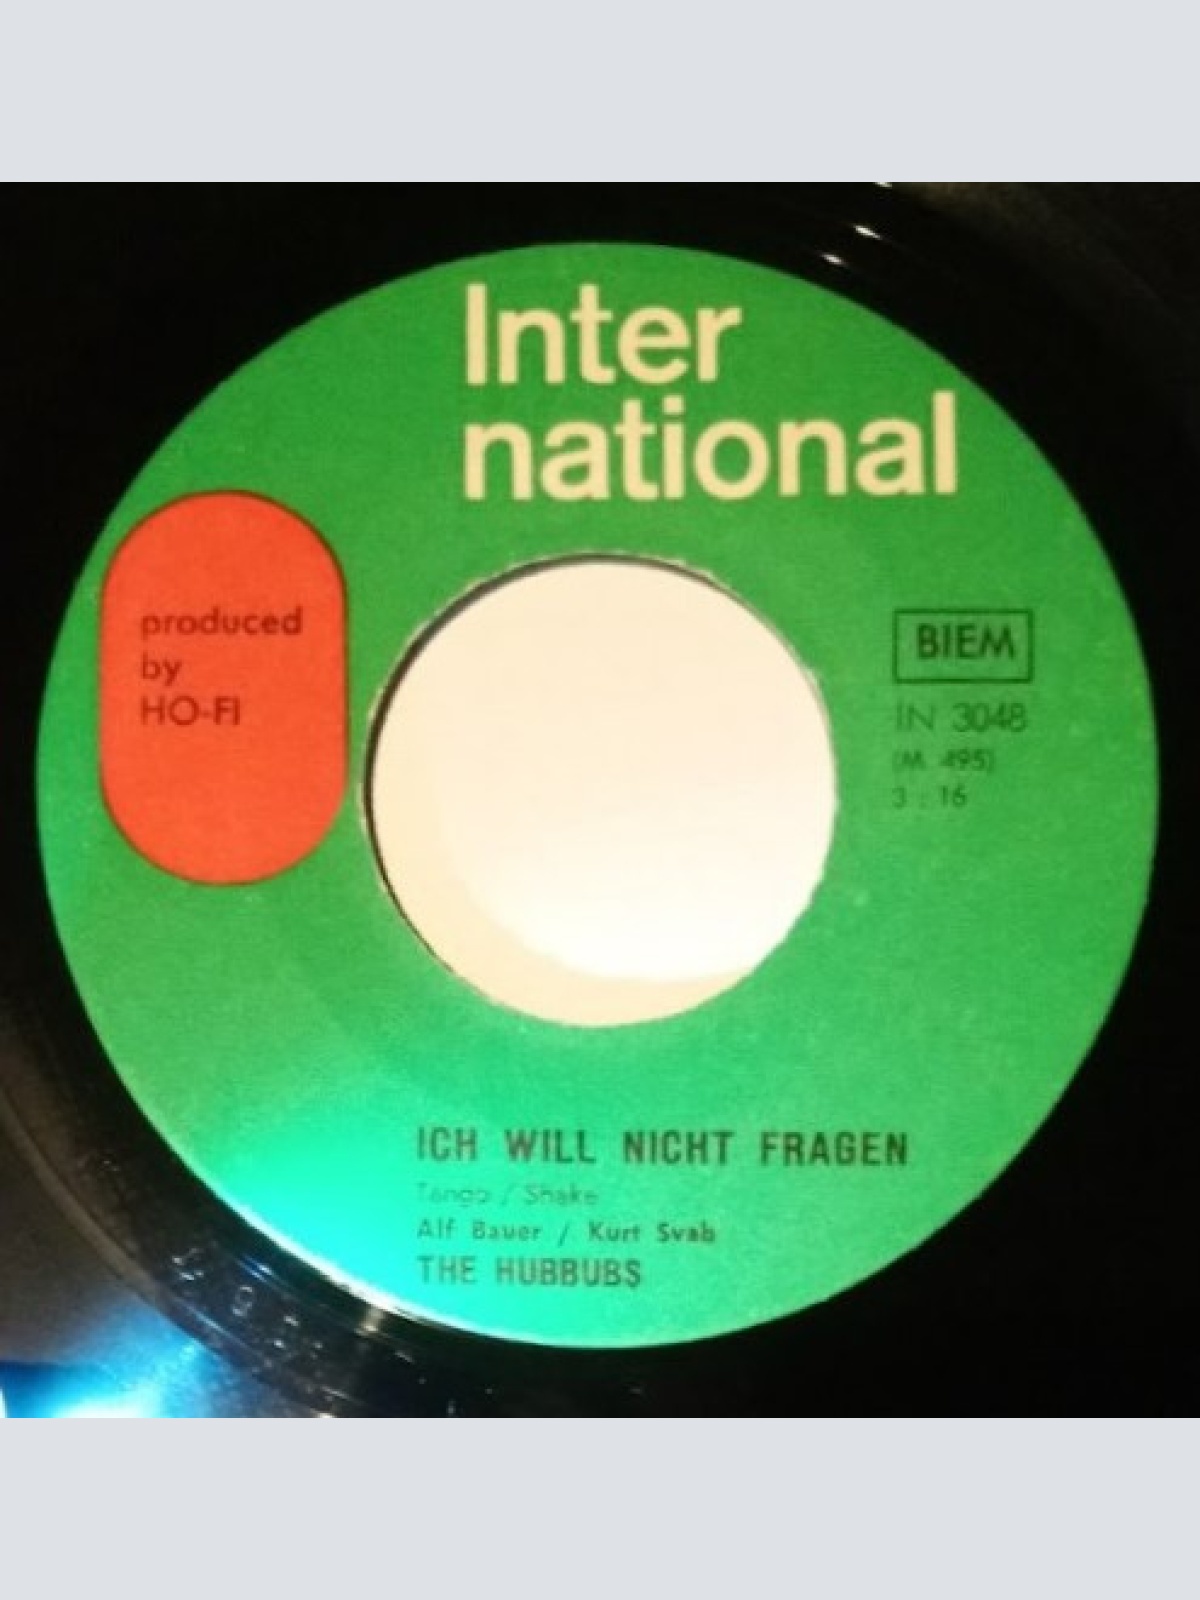 Inter
national
produced
by
HO-FI
BIEM
IN 3048
(M 495)
3 : 16
ICH WILL NICHT FRAGEN
Tango / Shake
Alf Bauer / Kurt Svab
THE HUBBUBS